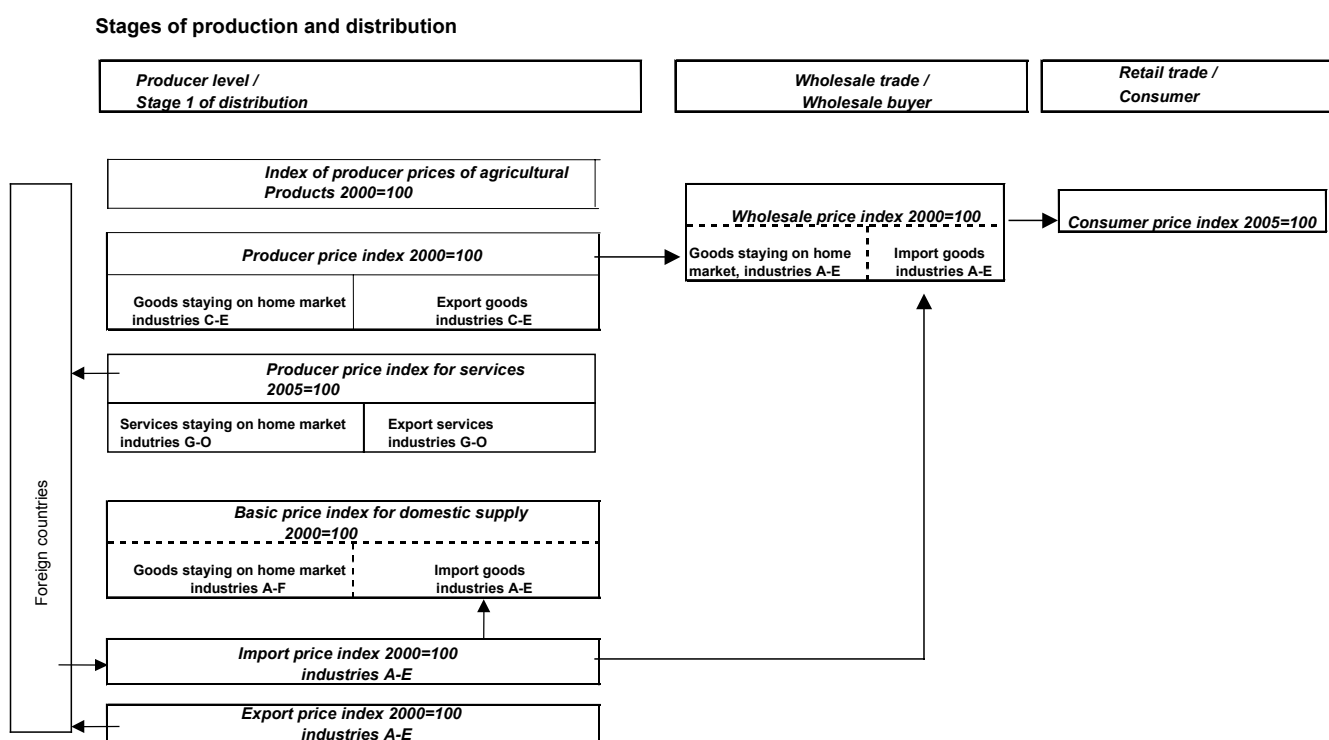 Stages of production and distribution
Producer level /
Stage 1 of distribution
Wholesale trade /
Wholesale buyer
Retail trade /
Consumer
Index of producer prices of agricultural
Products 2000=100
Producer price index 2000=100
Goods staying on home market
industries C-E
Export goods
industries C-E
Wholesale price index 2000=100
Goods staying on home
market, industries A-E
Import goods
industries A-E
Consumer price index 2005=100
Producer price index for services
2005=100
Services staying on home market
indutries G-O
Export services
industries G-O
Foreign countries
Basic price index for domestic supply
2000=100
Goods staying on home market
industries A-F
Import goods
industries A-E
Import price index 2000=100
industries A-E
Export price index 2000=100
industries A-E